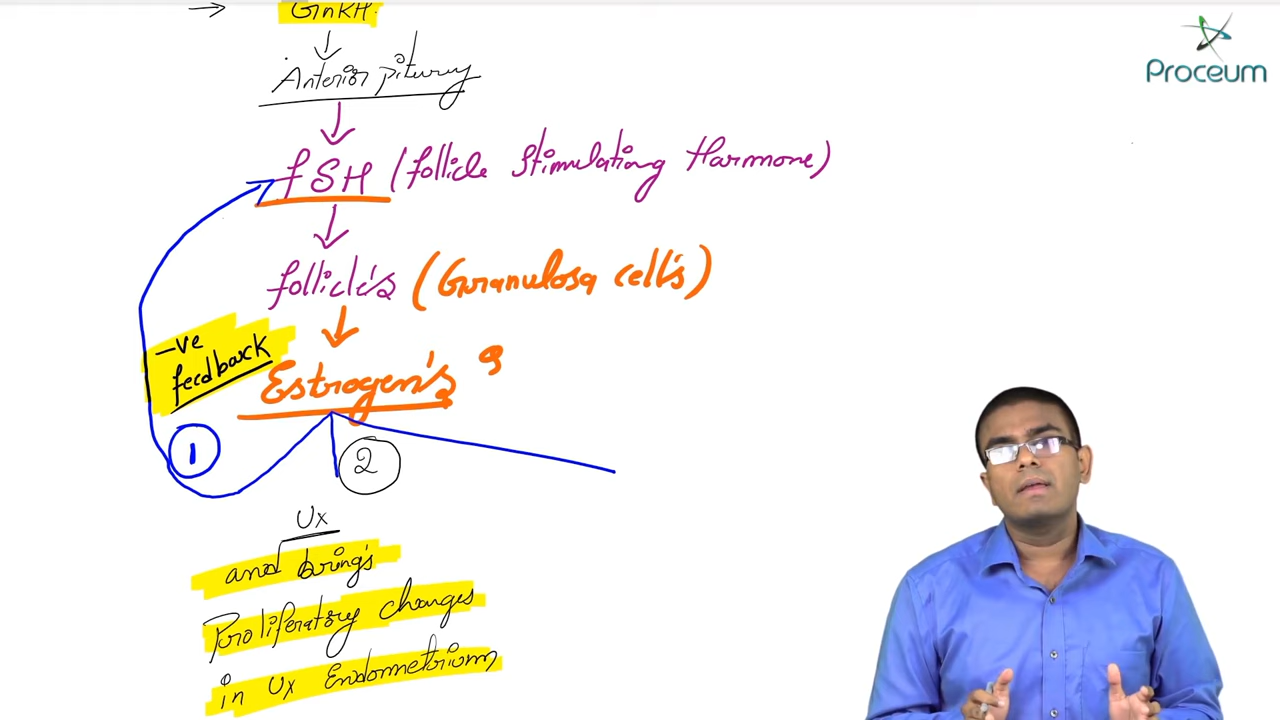 GnRH
Proceum
Anterior pituary
FSH (follicle Stimulating Harmone)
follicle's (Granulosa cell's)
-ve
feedback
Estrogen's
1
2
Ux
and bring's
Proliferatory changes
in Ux Endometrium